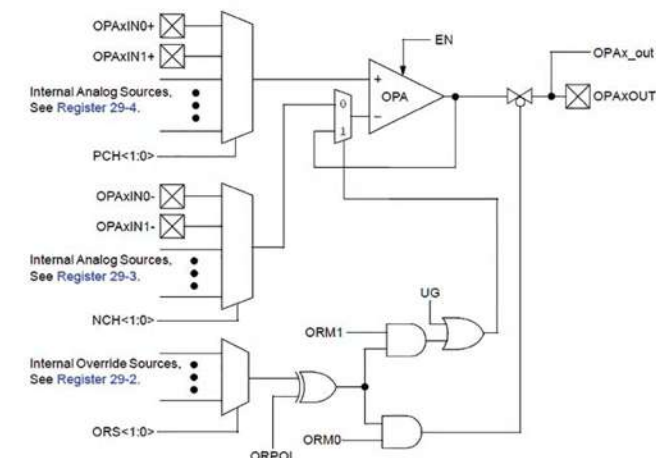 OPAxIN0+
OPAxIN1+
Internal Analog Sources,
See Register 29-4.
PCH<1:0>
EN
+
OPA
−
0
1
OPAx_out
OPAxOUT
OPAxIN0-
OPAxIN1-
Internal Analog Sources,
See Register 29-3.
NCH<1:0>
UG
ORM1
Internal Override Sources,
See Register 29-2.
ORS<1:0>
ORPOL
ORM0